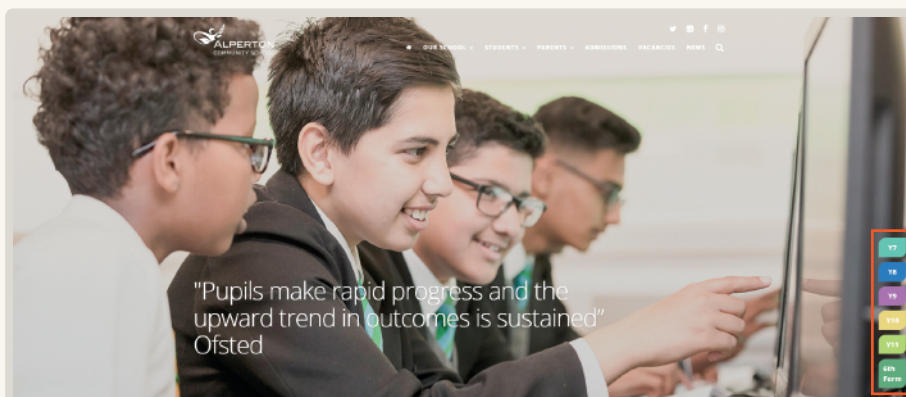 ALPERTON
COMMUNITY SCHOOL
OUR SCHOOL
STUDENTS
PARENTS
ADMISSIONS
VACANCIES
NEWS
"Pupils make rapid progress and the
upward trend in outcomes is sustained”
Ofsted
Y7
Y8
Y9
Y10
Y11
6th
Form